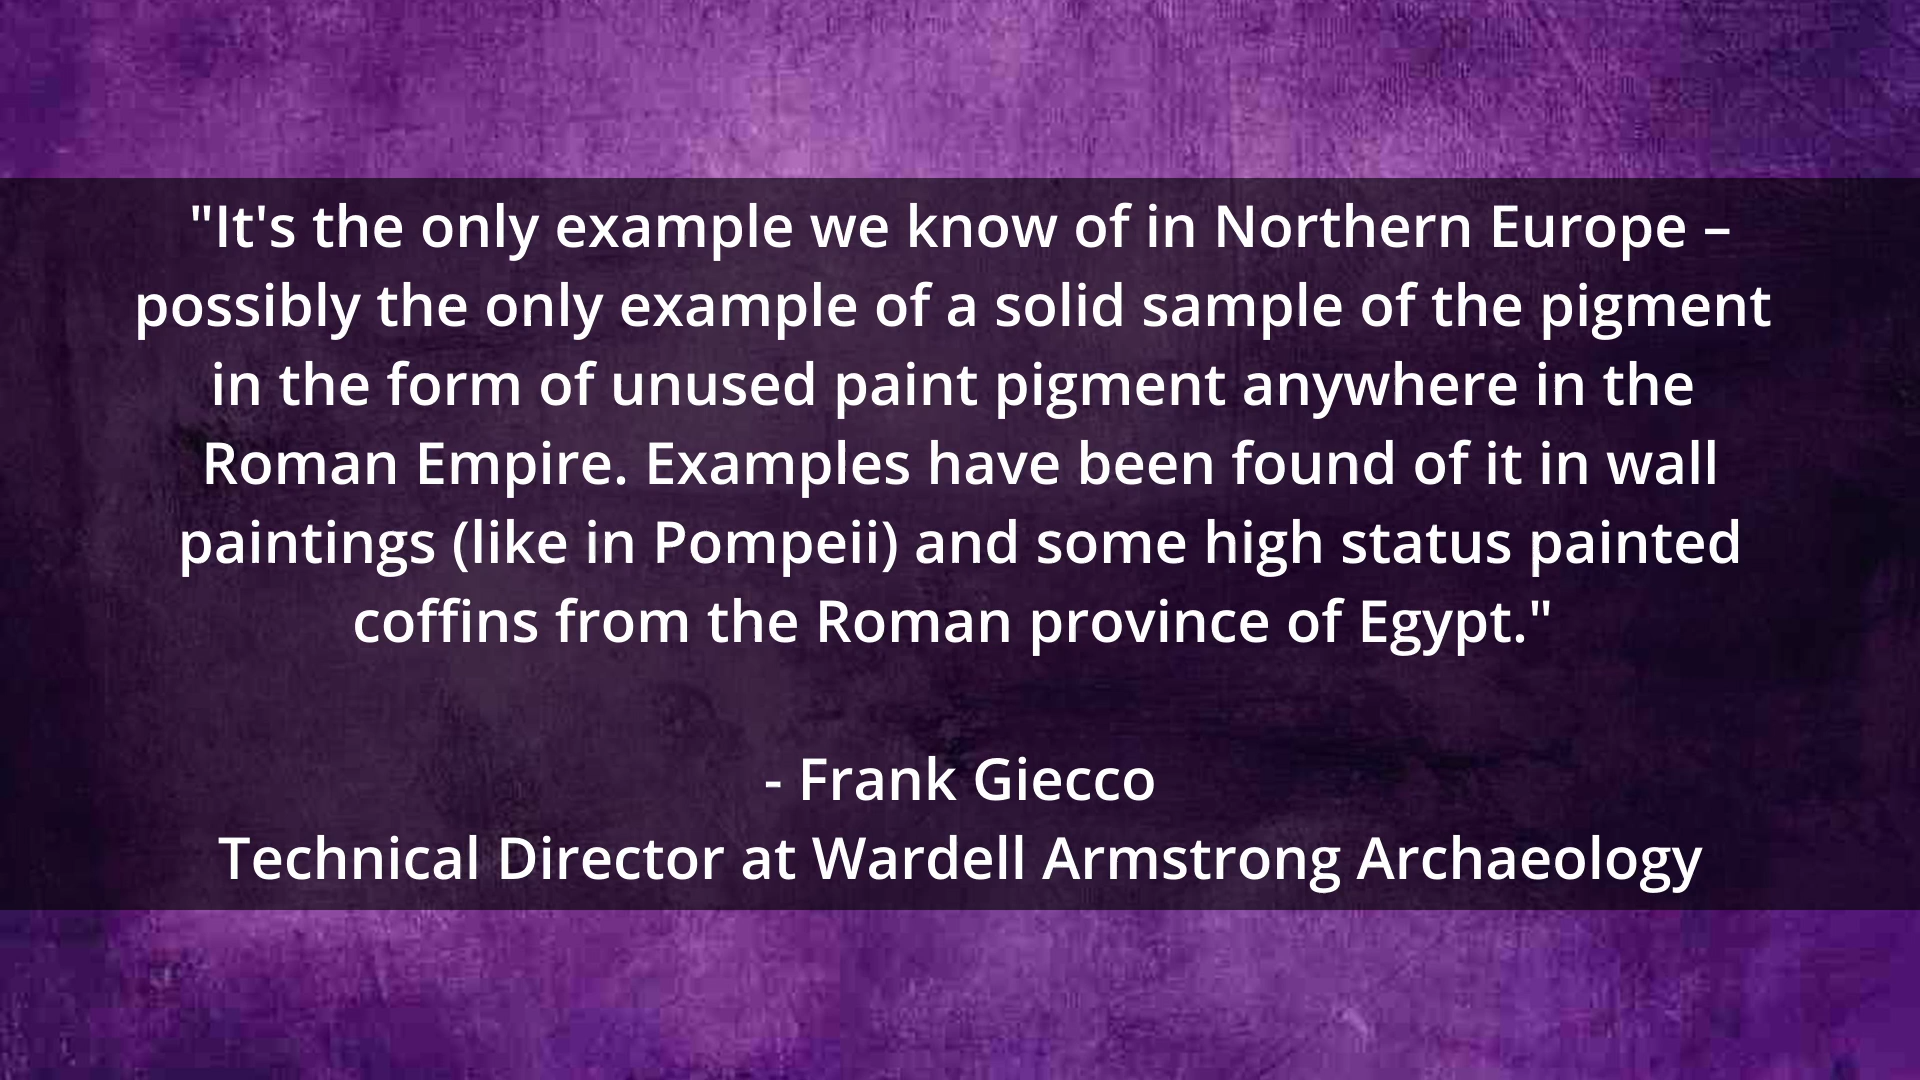 "It's the only example we know of in Northern Europe –
possibly the only example of a solid sample of the pigment
in the form of unused paint pigment anywhere in the
Roman Empire. Examples have been found of it in wall
paintings (like in Pompeii) and some high status painted
coffins from the Roman province of Egypt."
- Frank Giecco
Technical Director at Wardell Armstrong Archaeology